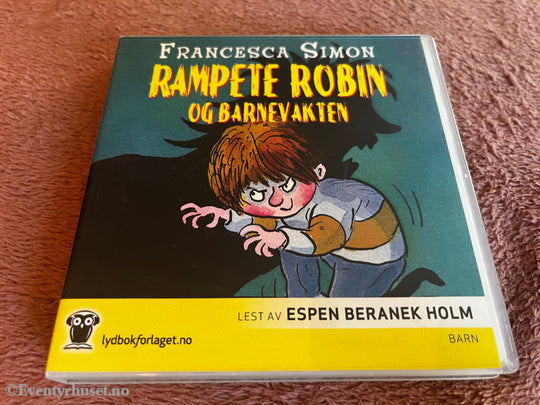 FRANCESCA SIMON
RAMPETE ROBIN
OG BARNEVAKTEN
LEST AV ESPEN BERANEK HOLM
lydbokforlaget.no
BARN
©Eventyrhuset.no